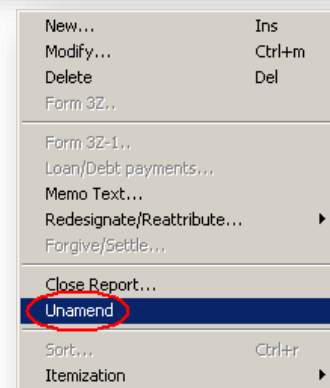 New... Ins
Modify... Ctrl+m
Delete Del
Form 3Z..
Form 3Z-1..
Loan/Debt payments...
Memo Text...
Redesignate/Reattribute...
Forgive/Settle...
Close Report...
Unamend
Sort... Ctrl+r
Itemization